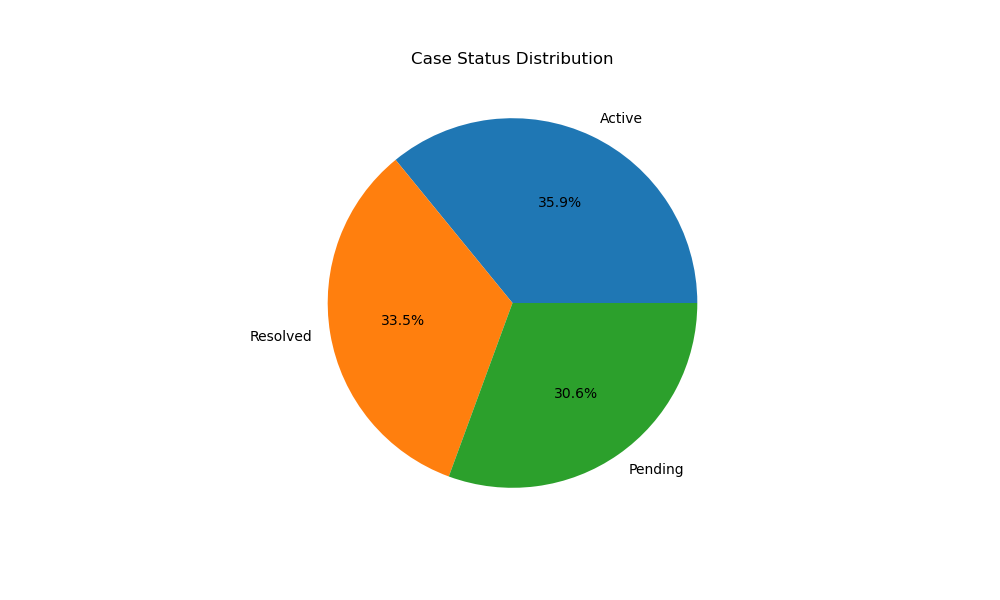 Case Status Distribution
Active
35.9%
33.5%
Resolved
30.6%
Pending